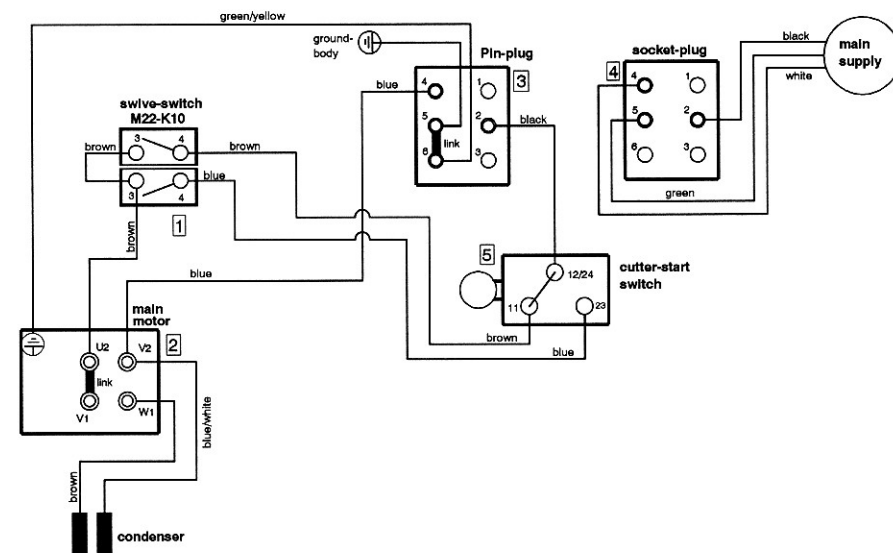 green/yellow
ground-
body
Pin-plug
socket-plug
black
main
supply
white
blue
swive-switch
M22-K10
4
1
3
5
2
black
link
6
3
4
4
1
5
2
6
3
green
3
4
brown
brown
3
4
blue
1
brown
blue
5
12/24
11
23
cutter-start
switch
brown
blue
main
motor
2
U2
V2
link
V1
W1
blue/white
brown
condenser